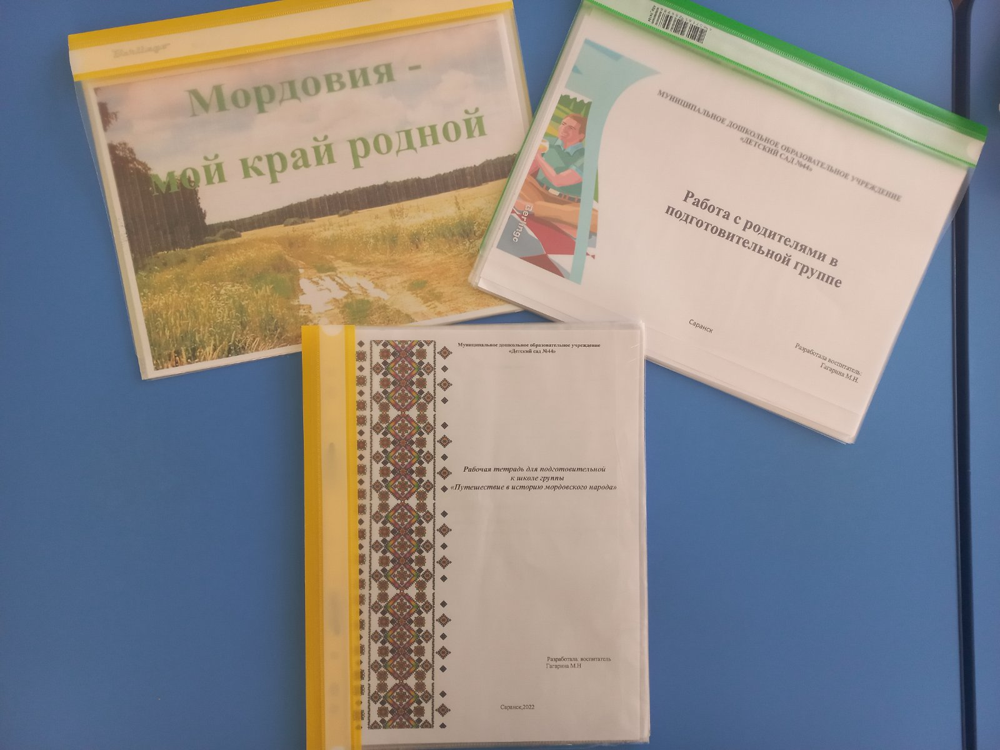 Berlingo
Мордовия -
мой край родной
МУНИЦИПАЛЬНОЕ ДОШКОЛЬНОЕ ОБРАЗОВАТЕЛЬНОЕ УЧРЕЖДЕНИЕ
«ДЕТСКИЙ САД №44»
Работа с родителями в
подготовительной группе
Berlingo
Саранск
Разработала воспитатель:
Гагарина М.Н.
Муниципальное дошкольное образовательное учреждение
«Детский сад №44»
Рабочая тетрадь для подготовительной
к школе группы
«Путешествие в историю мордовского народа»
Разработала: воспитатель
Гагарина М.Н
Саранск,2022